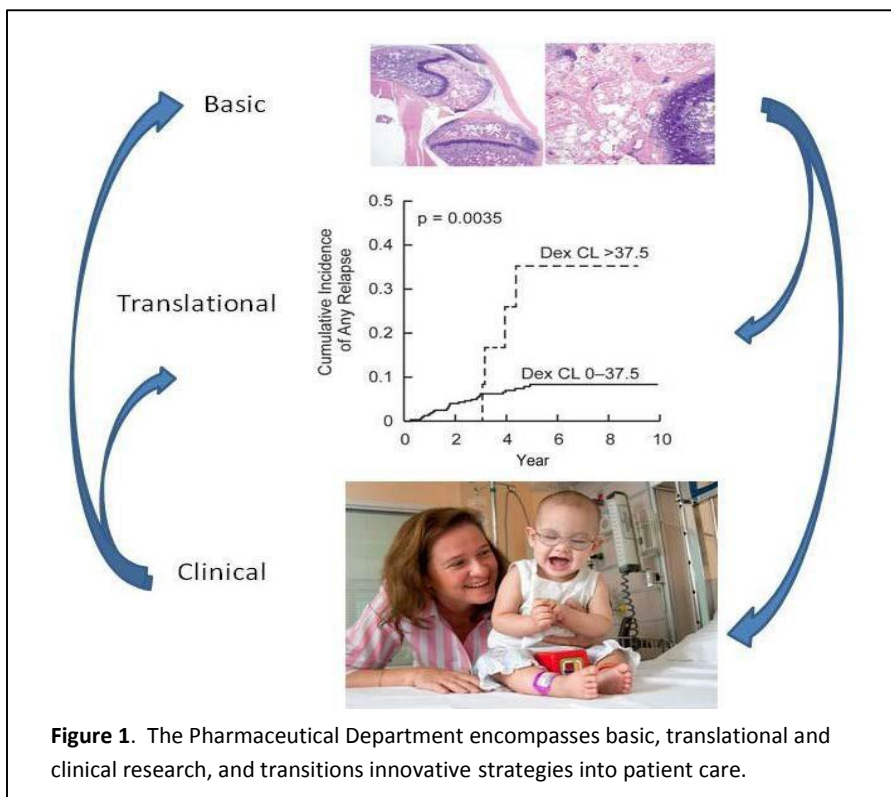 Basic
Translational
Clinical
0.5
0.4
0.3
0.2
0.1
0
p = 0.0035
Dex CL >37.5
Dex CL 0–37.5
Cumulative Incidence
of Any Relapse
0 2 4 6 8 10
Year
Figure 1. The Pharmaceutical Department encompasses basic, translational and
clinical research, and transitions innovative strategies into patient care.